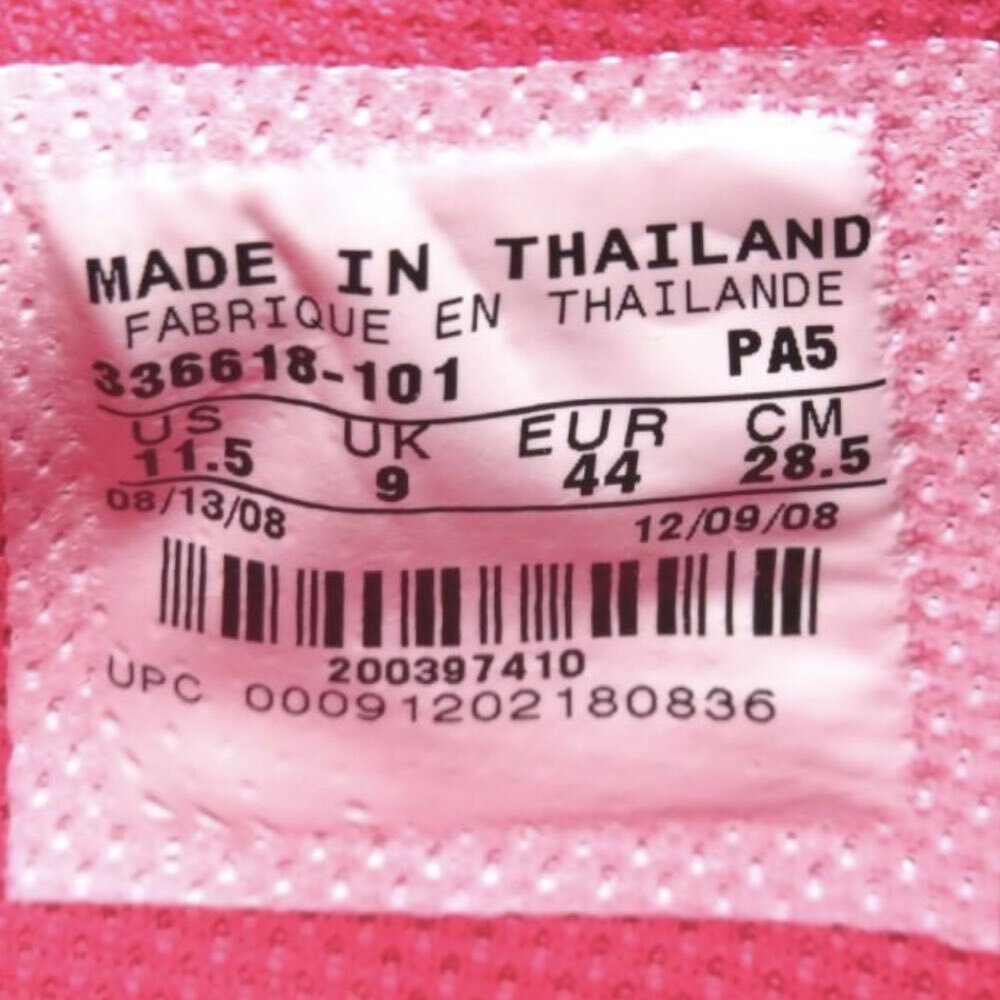 MADE IN THAILAND
FABRIQUE EN THAILANDE
336618-101 PA5
US UK EUR CM
11.5 9 44 28.5
08/13/08 12/09/08
200397410
UPC 00091202180836